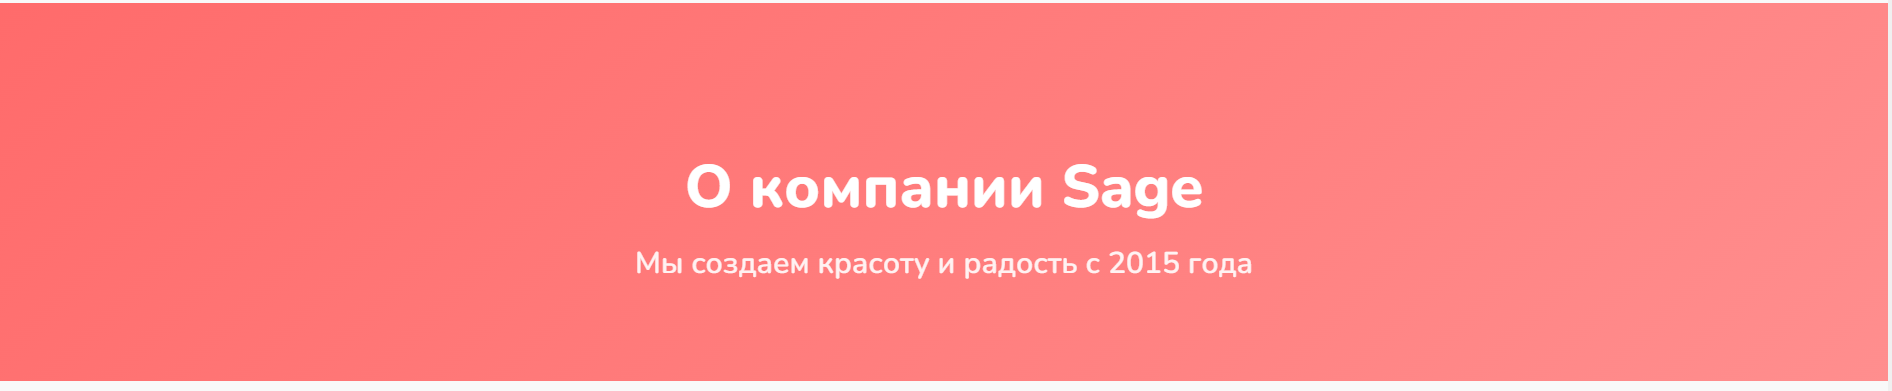 О компании Sage
Мы создаем красоту и радость с 2015 года